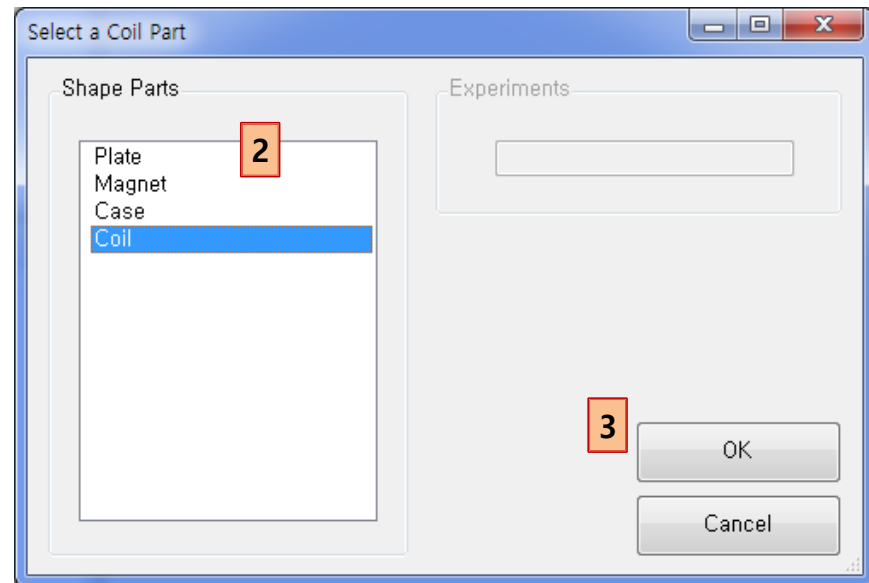 Select a Coil Part
Shape Parts
Experiments
2
Plate
Magnet
Case
Coil
3
OK
Cancel